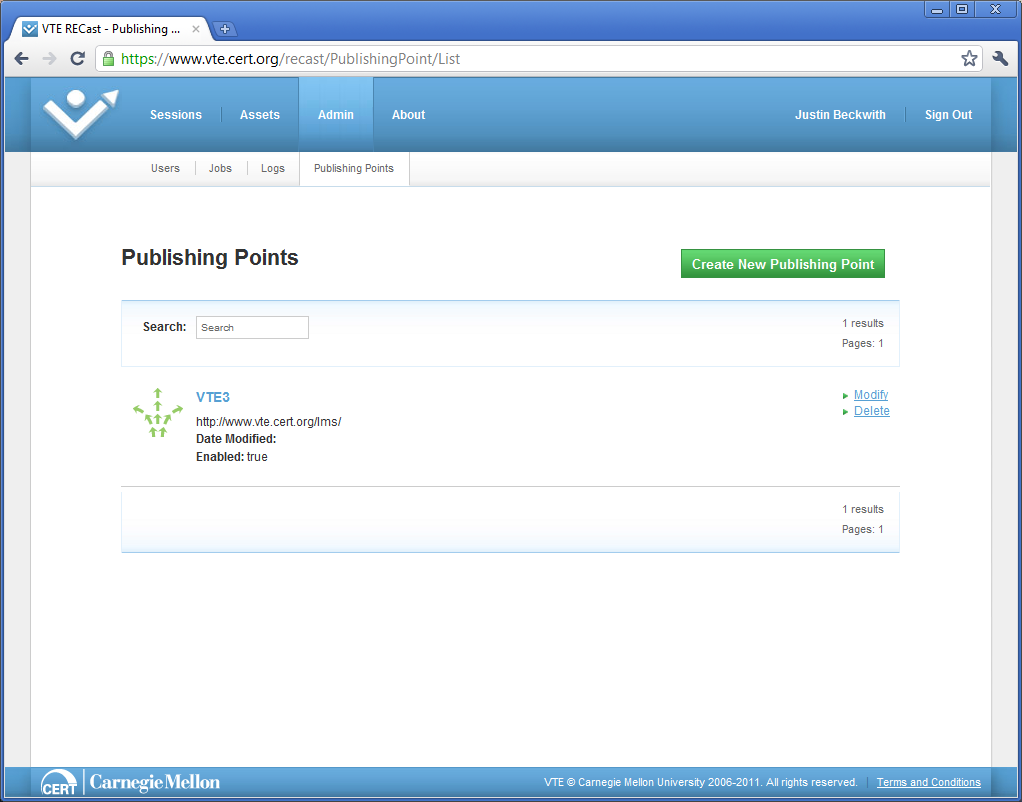 VTE RECast - Publishing ...
https://www.vte.cert.org/recast/PublishingPoint/List
Sessions Assets Admin About Justin Beckwith Sign Out
Users Jobs Logs Publishing Points
Publishing Points
Create New Publishing Point
Search: Search
1 results
Pages: 1
VTE3
http://www.vte.cert.org/lms/
Date Modified:
Enabled: true
Modify
Delete
1 results
Pages: 1
CERT Carnegie Mellon VTE © Carnegie Mellon University 2006-2011. All rights reserved. Terms and Conditions